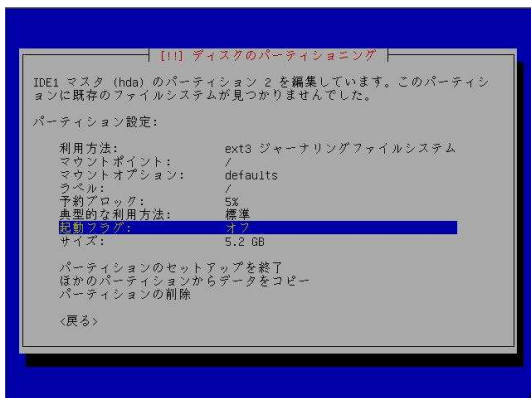 [!!] ディスクのパーティショニング
IDE1 マスタ (hda) のパーティション 2 を編集しています。このパーティシ
ョンに既存のファイルシステムが見つかりませんでした。
パーティション設定:
利用方法: ext3 ジャーナリングファイルシステム
マウントポイント: /
マウントオプション: defaults
ラベル: /
予約ブロック: 5%
典型的な利用方法: 標準
起動フラグ: オフ
サイズ: 5.2 GB
パーティションのセットアップを終了
ほかのパーティションからデータをコピー
パーティションの削除
<戻る>